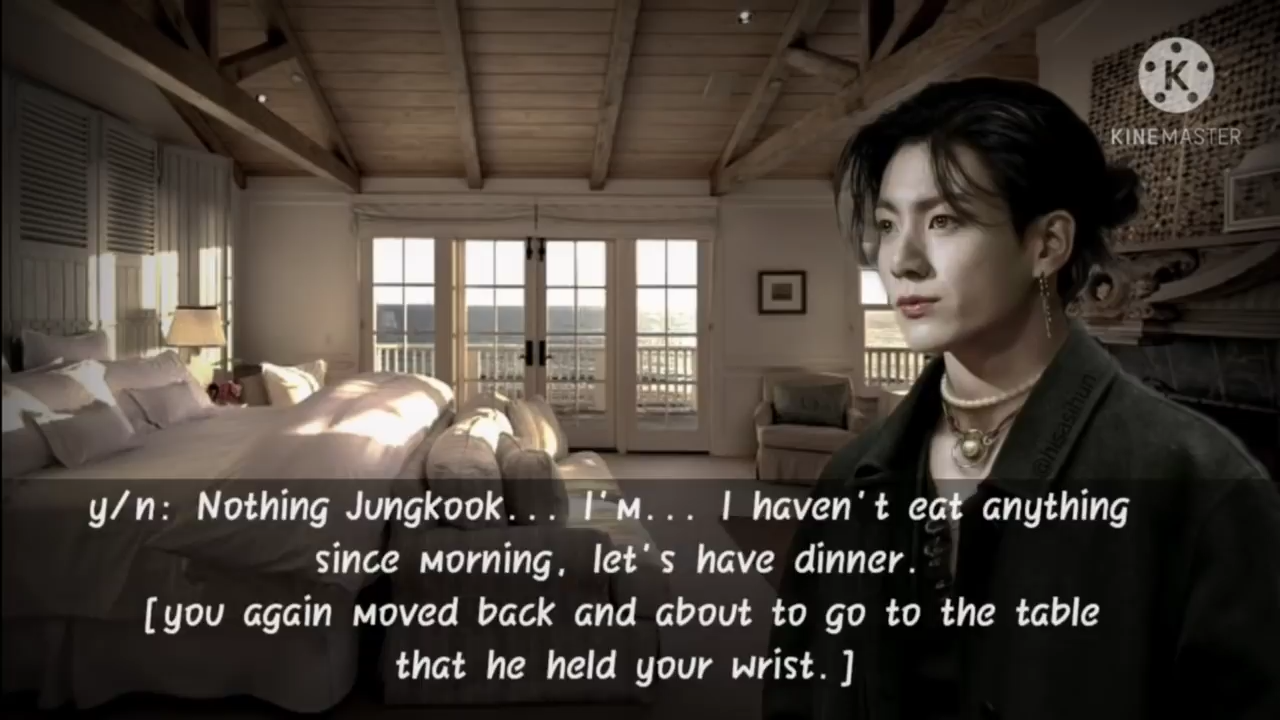 K
KINEMASTER
@hisasihun
y/n: Nothing Jungkook... I'm... I haven't eat anything
since morning, let's have dinner.
[you again moved back and about to go to the table
that he held your wrist.]